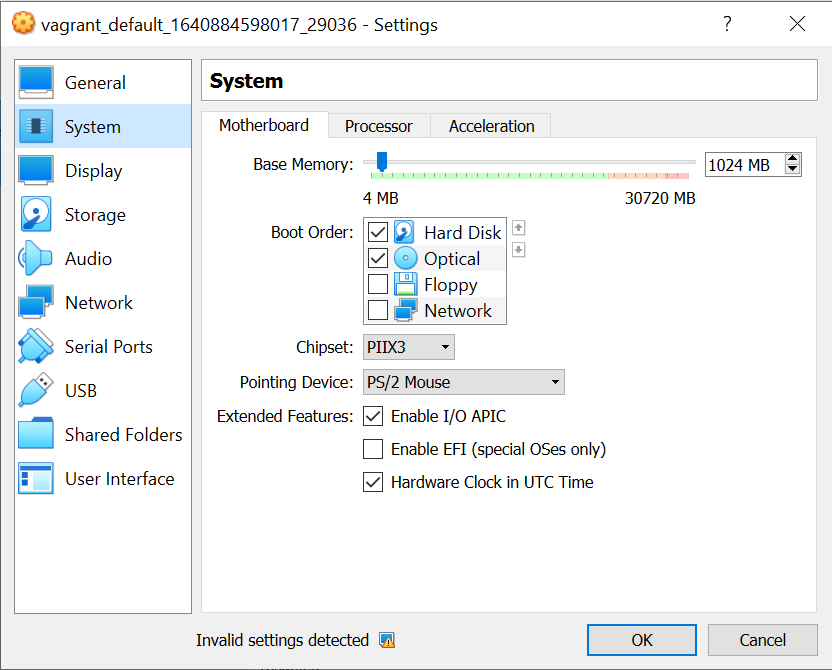 vagrant_default_1640884598017_29036 - Settings
?
General
System
Display
Storage
Audio
Network
Serial Ports
USB
Shared Folders
User Interface
System
Motherboard Processor Acceleration
Base Memory: 1024 MB
4 MB 30720 MB
Boot Order: Hard Disk
Optical
Floppy
Network
Chipset: PIIX3
Pointing Device: PS/2 Mouse
Extended Features: Enable I/O APIC
Enable EFI (special OSes only)
Hardware Clock in UTC Time
Invalid settings detected OK Cancel